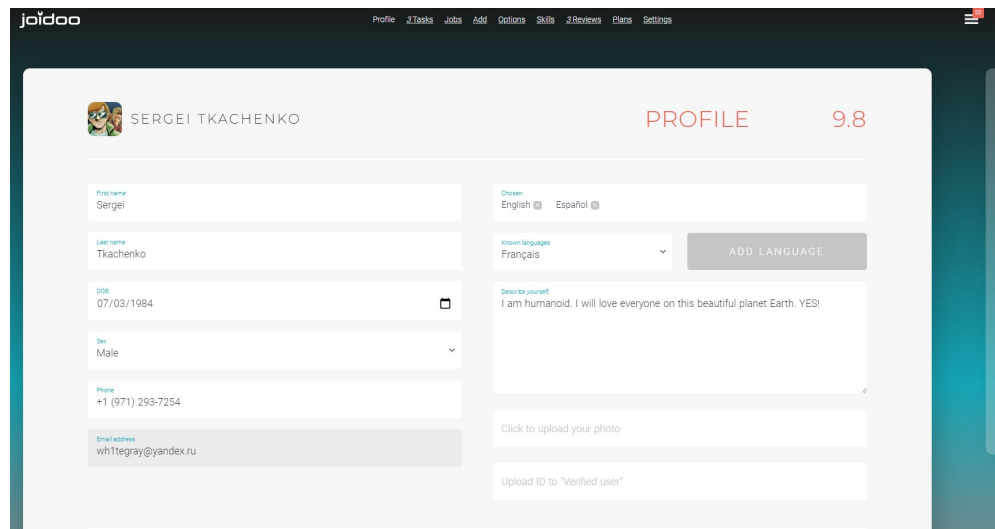 joidoo
Profile 3 Tasks Jobs Add Options Skills 3 Reviews Plans Settings
SERGEI TKACHENKO
PROFILE 9.8
First name
Sergei
Last name
Tkachenko
DOB
07/03/1984
Sex
Male
Phone
+1 (971) 293-7254
Email address
wh1tegray@yandex.ru
Chosen
English Español
Known languages
Français
ADD LANGUAGE
Describe yourself
I am humanoid. I will love everyone on this beautiful planet Earth. YES!
Click to upload your photo
Upload ID to "Verified user"